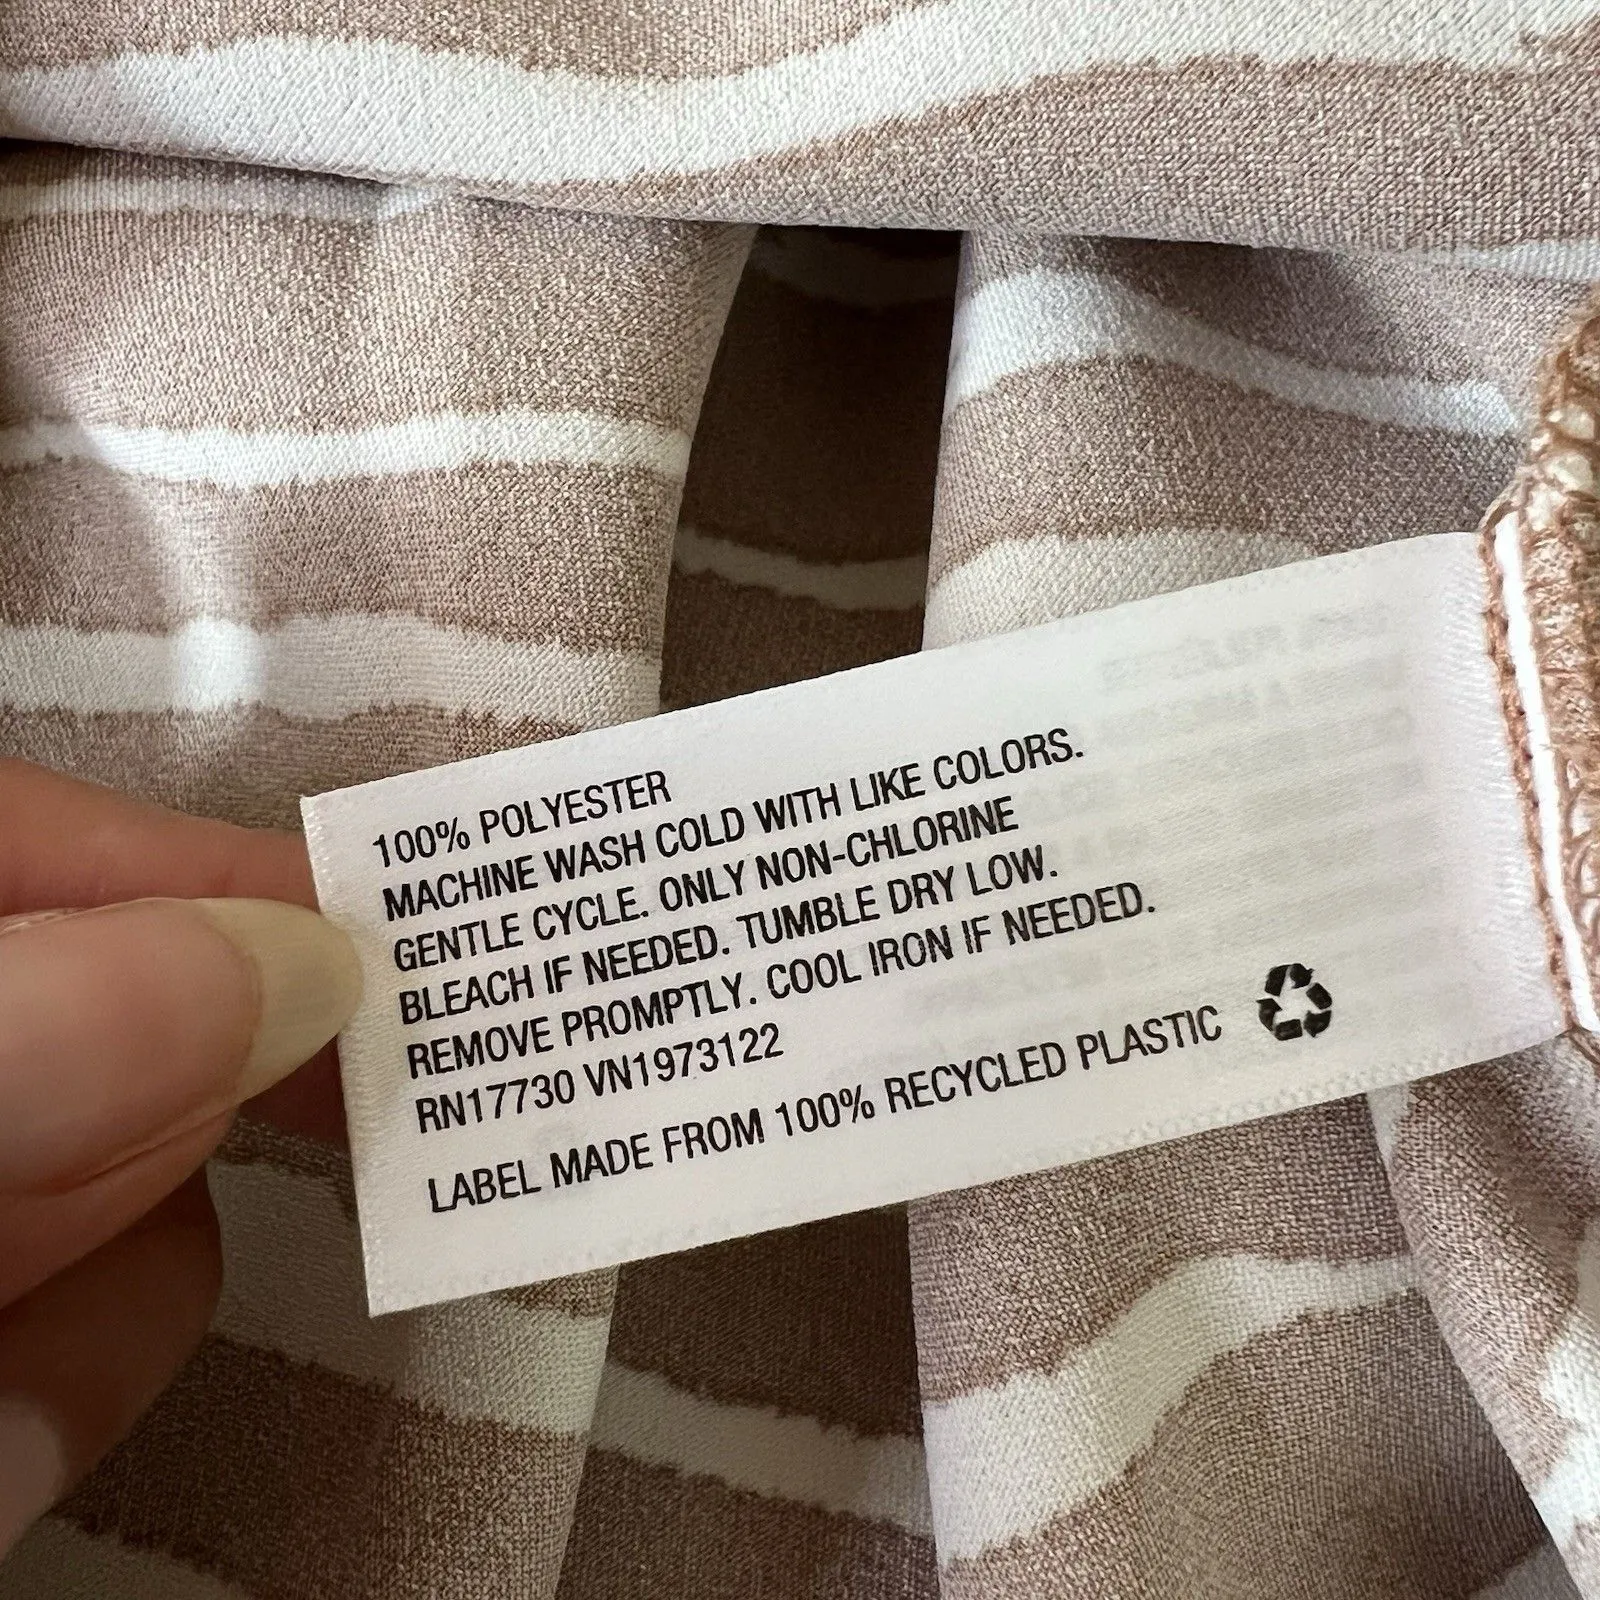 100% POLYESTER
MACHINE WASH COLD WITH LIKE COLORS.
GENTLE CYCLE. ONLY NON-CHLORINE
BLEACH IF NEEDED. TUMBLE DRY LOW.
REMOVE PROMPTLY. COOL IRON IF NEEDED.
RN17730 VN1973122
LABEL MADE FROM 100% RECYCLED PLASTIC